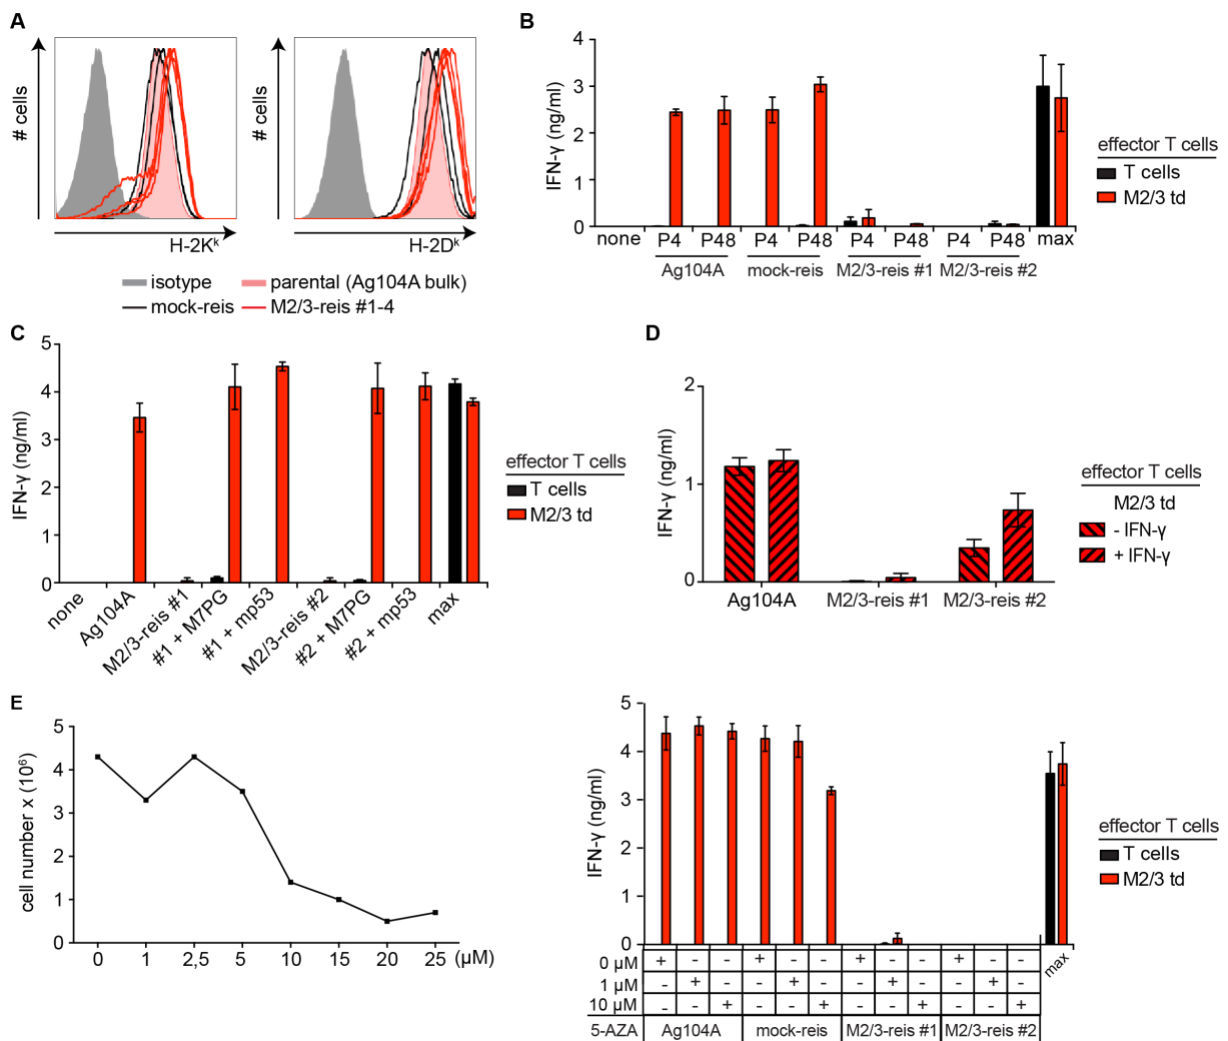 A
# cells
H-2Kᵏ
# cells
H-2Dᵏ
isotype
parental (Ag104A bulk)
mock-reis
M2/3-reis #1-4
B
IFN-γ (ng/ml)
4
3
2
1
0
none P4 P48 P4 P48 P4 P48 P4 P48 max
Ag104A mock-reis M2/3-reis #1 M2/3-reis #2
effector T cells
T cells
M2/3 td
C
IFN-γ (ng/ml)
5
4
3
2
1
0
none
Ag104A
M2/3-reis #1
#1 + M7PG
#1 + mp53
M2/3-reis #2
#2 + M7PG
#2 + mp53
max
effector T cells
T cells
M2/3 td
D
IFN-γ (ng/ml)
2
1
0
Ag104A M2/3-reis #1 M2/3-reis #2
effector T cells
M2/3 td
- IFN-γ
+ IFN-γ
E
cell number x (10⁶)
5
4
3
2
1
0
0 1 2,5 5 10 15 20 25 (μM)
IFN-γ (ng/ml)
5
4
3
2
1
0
0 μM + - - + - - + - - + - -
1 μM - + - - + - - + - - + -
10 μM - - + - - + - - + - - +
5-AZA Ag104A mock-reis M2/3-reis #1 M2/3-reis #2
max
effector T cells
T cells
M2/3 td